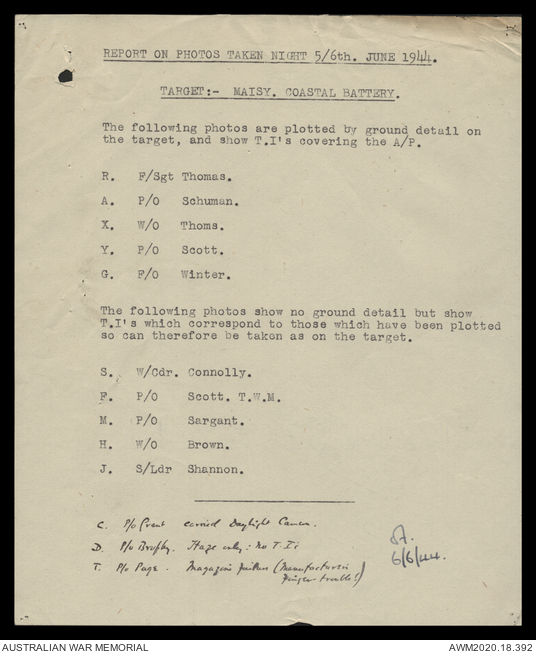 REPORT ON PHOTOS TAKEN NIGHT 5/6th. JUNE 1944.
TARGET:- MAISY. COASTAL BATTERY.
The following photos are plotted by ground detail on
the target, and show T.I's covering the A/P.
R. F/Sgt Thomas.
A. P/O Schuman.
X. W/O Thoms.
Y. P/O Scott.
G. F/O Winter.
The following photos show no ground detail but show
T.I's which correspond to those which have been plotted
so can therefore be taken as on the target.
S. W/Cdr. Connolly.
F. P/O Scott. T.W.M.
M. P/O Sargant.
H. W/O Brown.
J. S/Ldr Shannon.
C. P/O carried Daylight Camera.
D. P/O Brophy. Haze only: no T.I's
T. P/O Page. Magazine failure (Manufacturers
finger trouble!)
6/6/44.
AUSTRALIAN WAR MEMORIAL
AWM2020.18.392